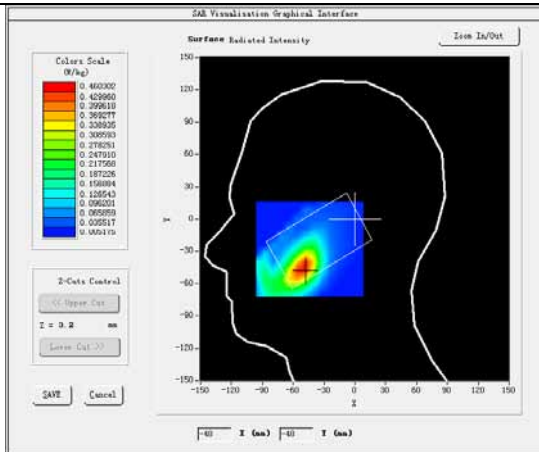 SAR Visualisation Graphical Interface
Surface Radiated Intensity
Zoom In/Out
Colors Scale
(W/kg)
0.460302
0.429960
0.399618
0.369277
0.338935
0.308593
0.278251
0.247910
0.217568
0.187226
0.156884
0.126543
0.096201
0.065859
0.035517
0.005175
150
120
90
60
30
0
-30
-60
-90
-120
-150
Y
-150 -120 -90 -60 -30 0 30 60 90 120 150
X
Z-Cuts Control
<< Upper Cut
Z = 3.2 mm
Lower Cut >>
SAVE Cancel
-48 X (mm) -48 Y (mm)